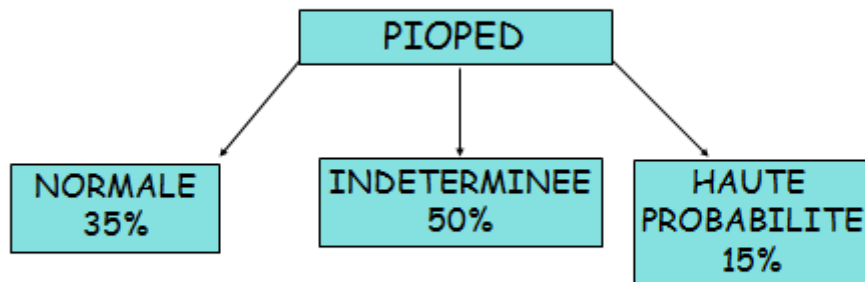 PIOPED
NORMALE
35%
INDETERMINEE
50%
HAUTE
PROBABILITE
15%